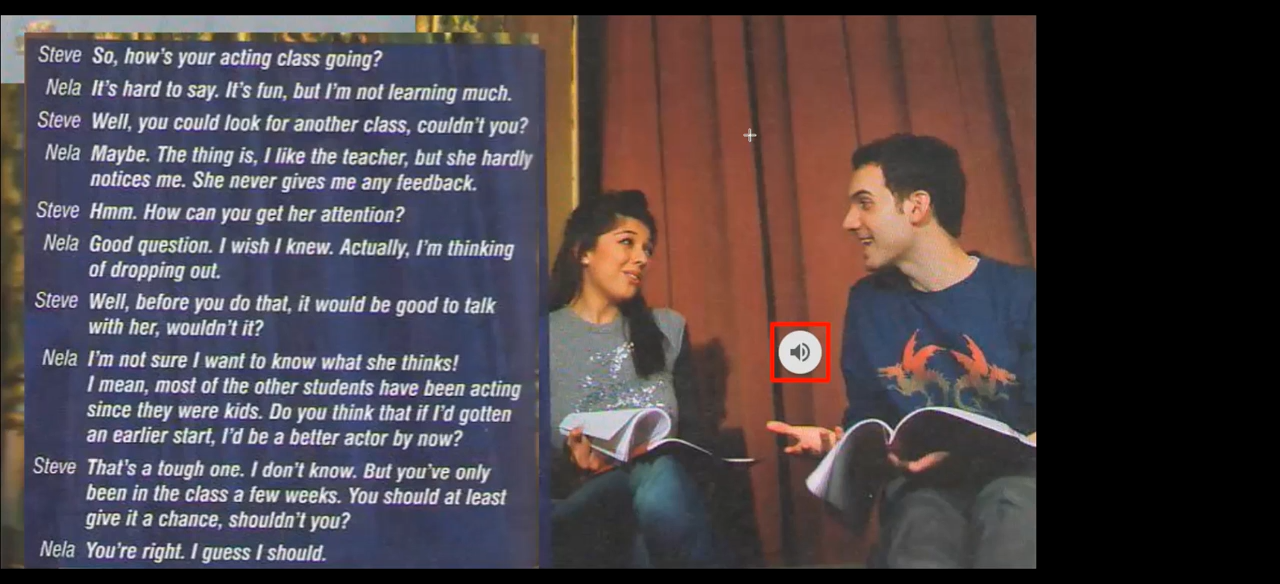 Steve So, how's your acting class going?
Nela It's hard to say. It's fun, but I'm not learning much.
Steve Well, you could look for another class, couldn't you?
Nela Maybe. The thing is, I like the teacher, but she hardly
notices me. She never gives me any feedback.
Steve Hmm. How can you get her attention?
Nela Good question. I wish I knew. Actually, I'm thinking
of dropping out.
Steve Well, before you do that, it would be good to talk
with her, wouldn't it?
Nela I'm not sure I want to know what she thinks!
I mean, most of the other students have been acting
since they were kids. Do you think that if I'd gotten
an earlier start, I'd be a better actor by now?
Steve That's a tough one. I don't know. But you've only
been in the class a few weeks. You should at least
give it a chance, shouldn't you?
Nela You're right. I guess I should.